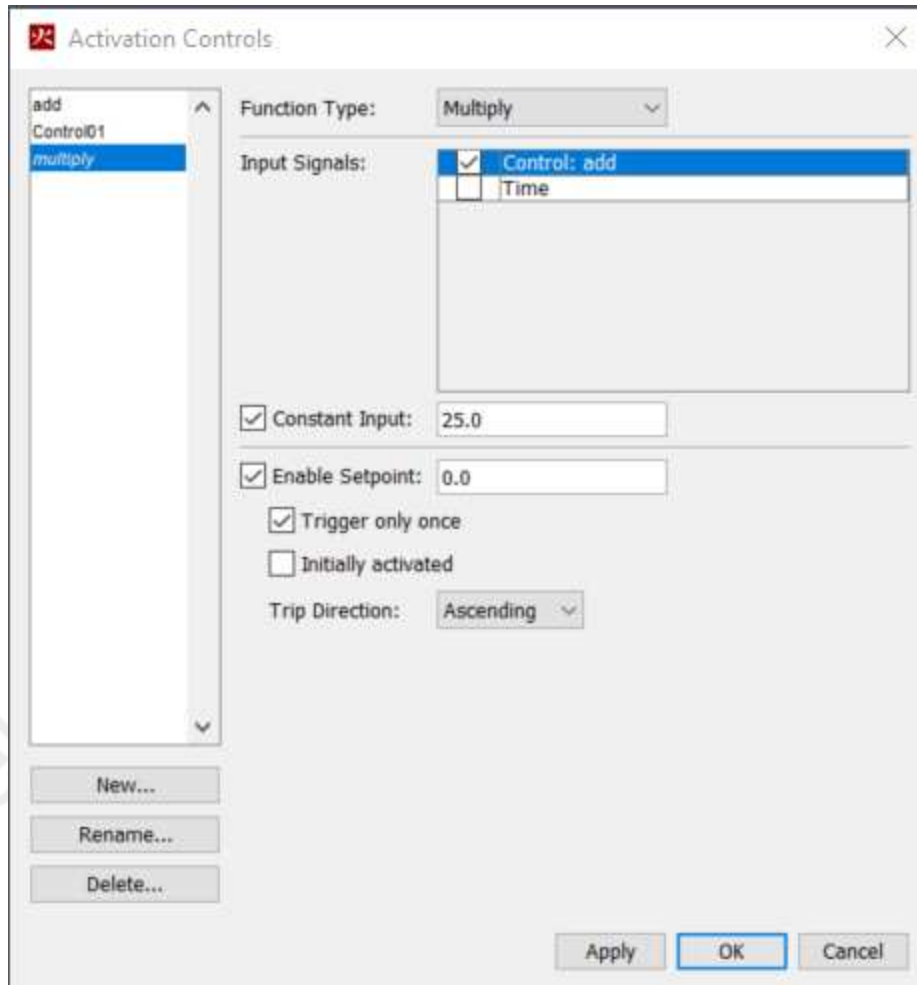 Activation Controls
add
Control01
multiply
Function Type: Multiply
Input Signals:
Control: add
Time
Constant Input: 25.0
Enable Setpoint: 0.0
Trigger only once
Initially activated
Trip Direction: Ascending
New...
Rename...
Delete...
Apply OK Cancel